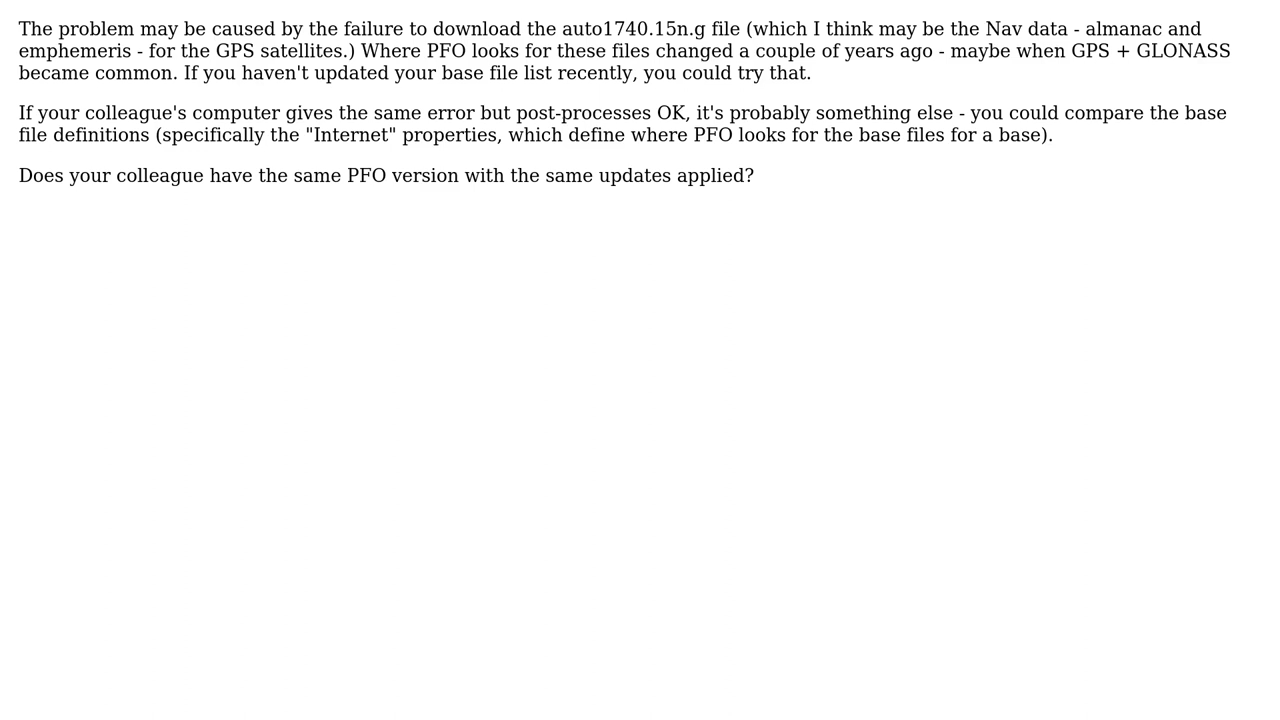 The problem may be caused by the failure to download the auto1740.15n.g file (which I think may be the Nav data - almanac and
emphemeris - for the GPS satellites.) Where PFO looks for these files changed a couple of years ago - maybe when GPS + GLONASS
became common. If you haven't updated your base file list recently, you could try that.
If your colleague's computer gives the same error but post-processes OK, it's probably something else - you could compare the base
file definitions (specifically the "Internet" properties, which define where PFO looks for the base files for a base).
Does your colleague have the same PFO version with the same updates applied?